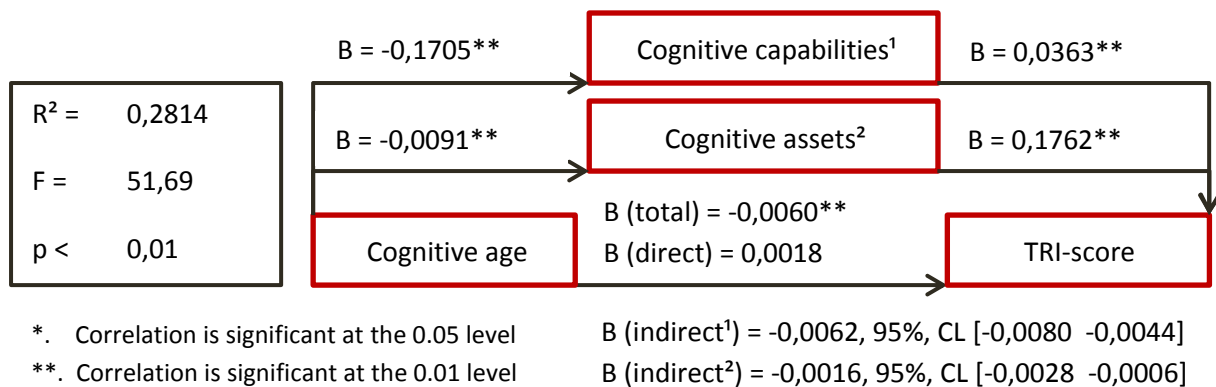 B = -0,1705** Cognitive capabilities¹ B = 0,0363**
R² = 0,2814
B = -0,0091** Cognitive assets² B = 0,1762**
F = 51,69
B (total) = -0,0060**
p < 0,01 Cognitive age TRI-score
B (direct) = 0,0018
*. Correlation is significant at the 0.05 level B (indirect¹) = -0,0062, 95%, CL [-0,0080 -0,0044]
**. Correlation is significant at the 0.01 level B (indirect²) = -0,0016, 95%, CL [-0,0028 -0,0006]